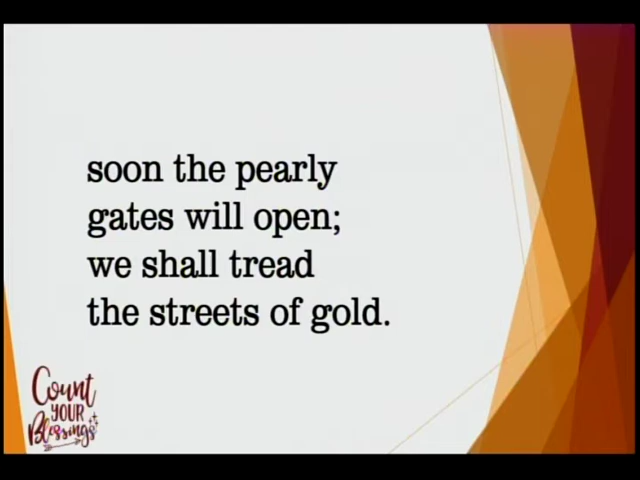 soon the pearly
gates will open;
we shall tread
the streets of gold.
Count
YOUR
Blessings